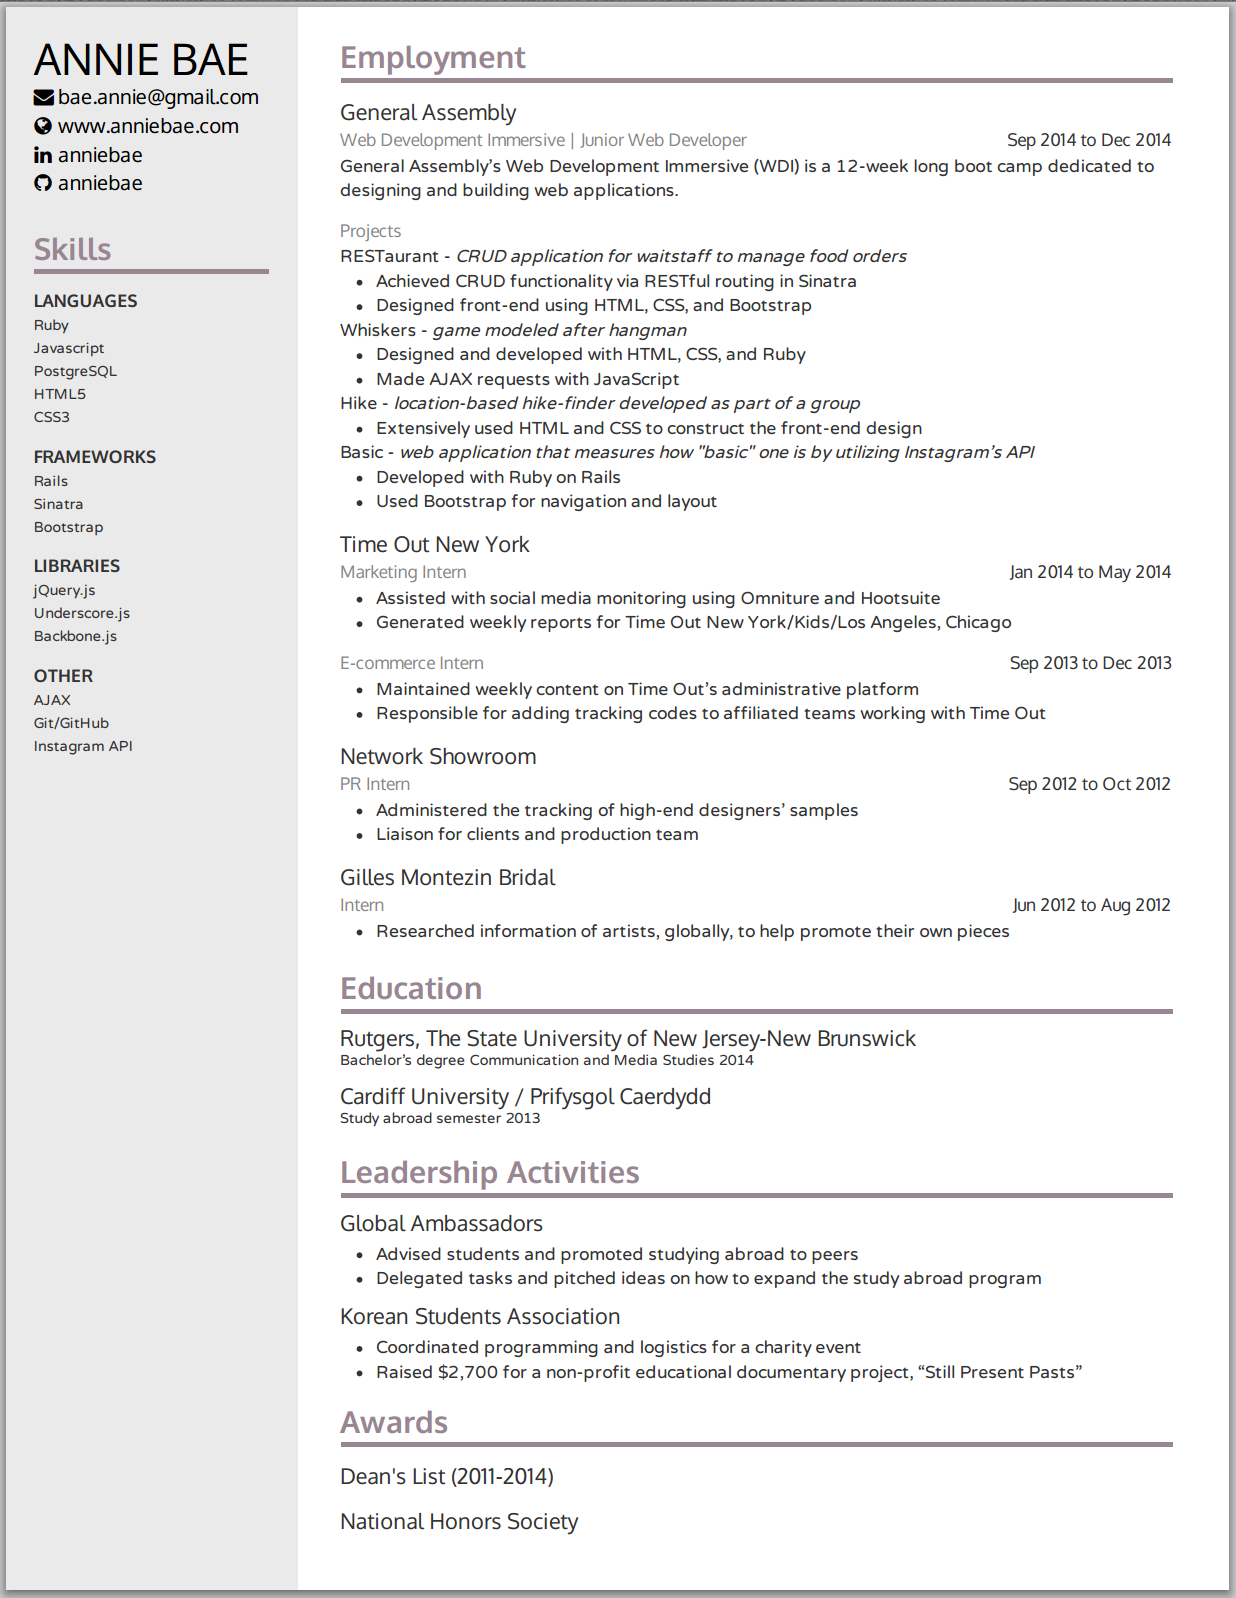 ANNIE BAE
bae.annie@gmail.com
www.anniebae.com
anniebae
anniebae
Skills
LANGUAGES
Ruby
Javascript
PostgreSQL
HTML5
CSS3
FRAMEWORKS
Rails
Sinatra
Bootstrap
LIBRARIES
jQuery.js
Underscore.js
Backbone.js
OTHER
AJAX
Git/GitHub
Instagram API
Employment
General Assembly
Web Development Immersive | Junior Web Developer Sep 2014 to Dec 2014
General Assembly’s Web Development Immersive (WDI) is a 12-week long boot camp dedicated to
designing and building web applications.
Projects
RESTaurant - CRUD application for waitstaff to manage food orders
• Achieved CRUD functionality via RESTful routing in Sinatra
• Designed front-end using HTML, CSS, and Bootstrap
Whiskers - game modeled after hangman
• Designed and developed with HTML, CSS, and Ruby
• Made AJAX requests with JavaScript
Hike - location-based hike-finder developed as part of a group
• Extensively used HTML and CSS to construct the front-end design
Basic - web application that measures how "basic" one is by utilizing Instagram’s API
• Developed with Ruby on Rails
• Used Bootstrap for navigation and layout
Time Out New York
Marketing Intern Jan 2014 to May 2014
• Assisted with social media monitoring using Omniture and Hootsuite
• Generated weekly reports for Time Out New York/Kids/Los Angeles, Chicago
E-commerce Intern Sep 2013 to Dec 2013
• Maintained weekly content on Time Out’s administrative platform
• Responsible for adding tracking codes to affiliated teams working with Time Out
Network Showroom
PR Intern Sep 2012 to Oct 2012
• Administered the tracking of high-end designers’ samples
• Liaison for clients and production team
Gilles Montezin Bridal
Intern Jun 2012 to Aug 2012
• Researched information of artists, globally, to help promote their own pieces
Education
Rutgers, The State University of New Jersey-New Brunswick
Bachelor’s degree Communication and Media Studies 2014
Cardiff University / Prifysgol Caerdydd
Study abroad semester 2013
Leadership Activities
Global Ambassadors
• Advised students and promoted studying abroad to peers
• Delegated tasks and pitched ideas on how to expand the study abroad program
Korean Students Association
• Coordinated programming and logistics for a charity event
• Raised $2,700 for a non-profit educational documentary project, “Still Present Pasts”
Awards
Dean's List (2011-2014)
National Honors Society